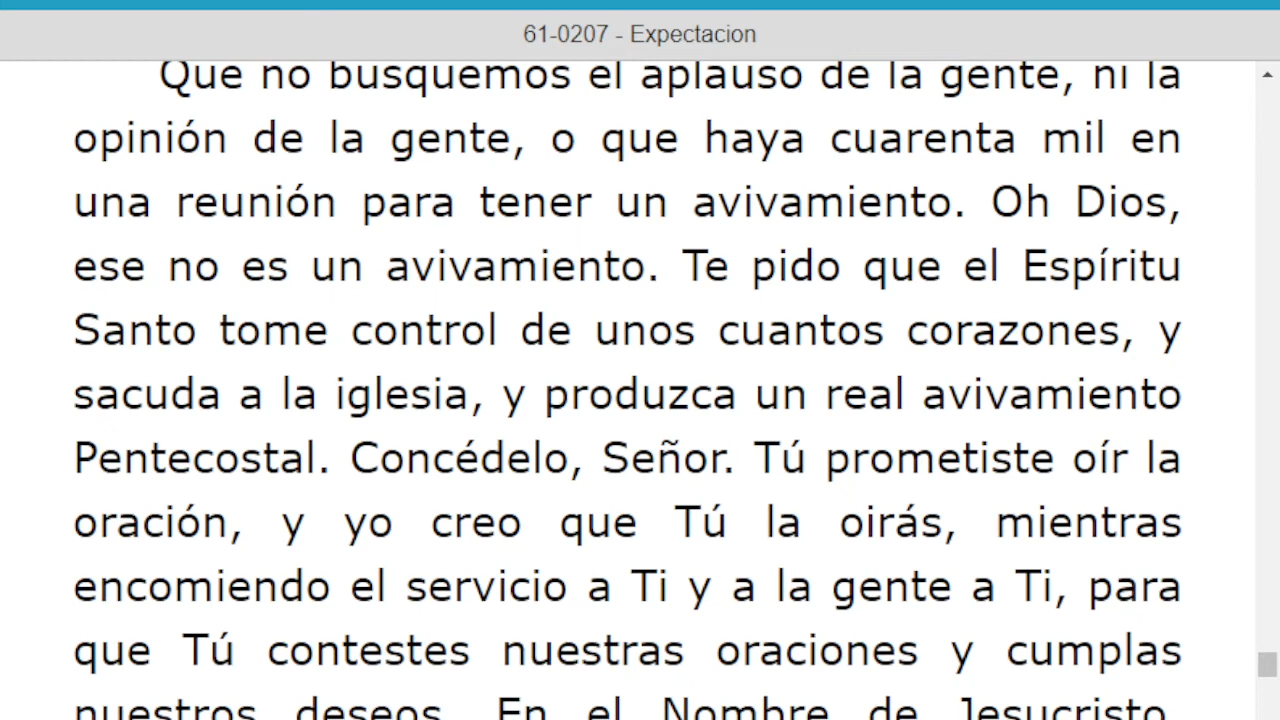 61-0207 - Expectacion
Que no busquemos el aplauso de la gente, ni la
opinión de la gente, o que haya cuarenta mil en
una reunión para tener un avivamiento. Oh Dios,
ese no es un avivamiento. Te pido que el Espíritu
Santo tome control de unos cuantos corazones, y
sacuda a la iglesia, y produzca un real avivamiento
Pentecostal. Concédelo, Señor. Tú prometiste oír la
oración, y yo creo que Tú la oirás, mientras
encomiendo el servicio a Ti y a la gente a Ti, para
que Tú contestes nuestras oraciones y cumplas
nuestros deseos. En el Nombre de Jesucristo.